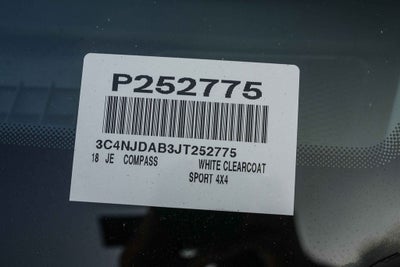 P252775
3C4NJDAB3JT252775
18 JE COMPASS WHITE CLEARCOAT
SPORT 4X4